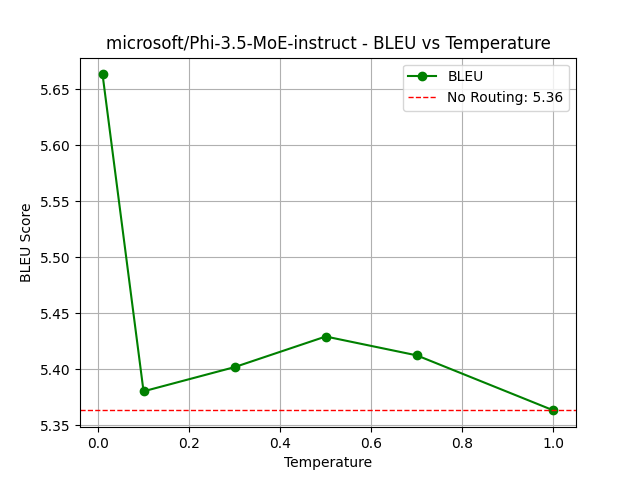 microsoft/Phi-3.5-MoE-instruct - BLEU vs Temperature
BLEU
No Routing: 5.36
BLEU Score
5.65
5.60
5.55
5.50
5.45
5.40
5.35
0.0 0.2 0.4 0.6 0.8 1.0
Temperature